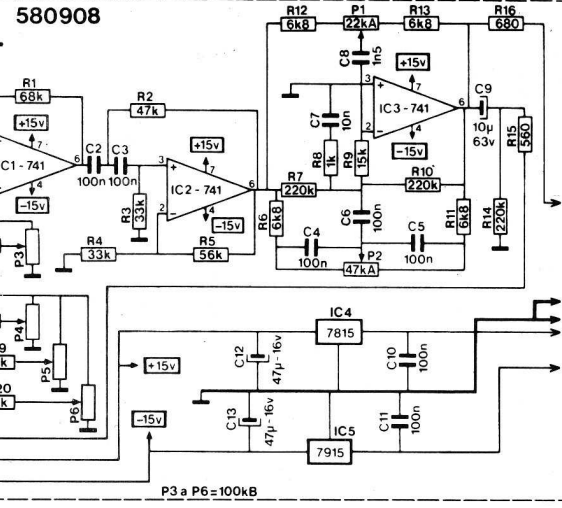 580908
R12
6k8
P1
22kA
R13
6k8
R16
680
C8
1n5
R1
68k
R2
47k
+15v
7
3
+
IC3-741
6
2
-
4
-15v
C9
10µ
63v
R15
560
C7
10n
R8
1k
R9
15k
+15v
7
6
C1-741
4
-15v
C2
100n
C3
100n
+15v
7
3
+
IC2-741
6
2
-
4
-15v
R3
33k
R7
220k
R10
220k
R6
6k8
C6
100n
R11
6k8
R14
220k
R4
33k
R5
56k
C4
100n
C5
100n
P2
47kA
P3
P4
9
k
P5
20
k
P6
IC4
7815
C12
47µ-16v
C10
100n
+15v
-15v
C13
47µ-16v
C11
100n
IC5
7915
P3 a P6=100kB